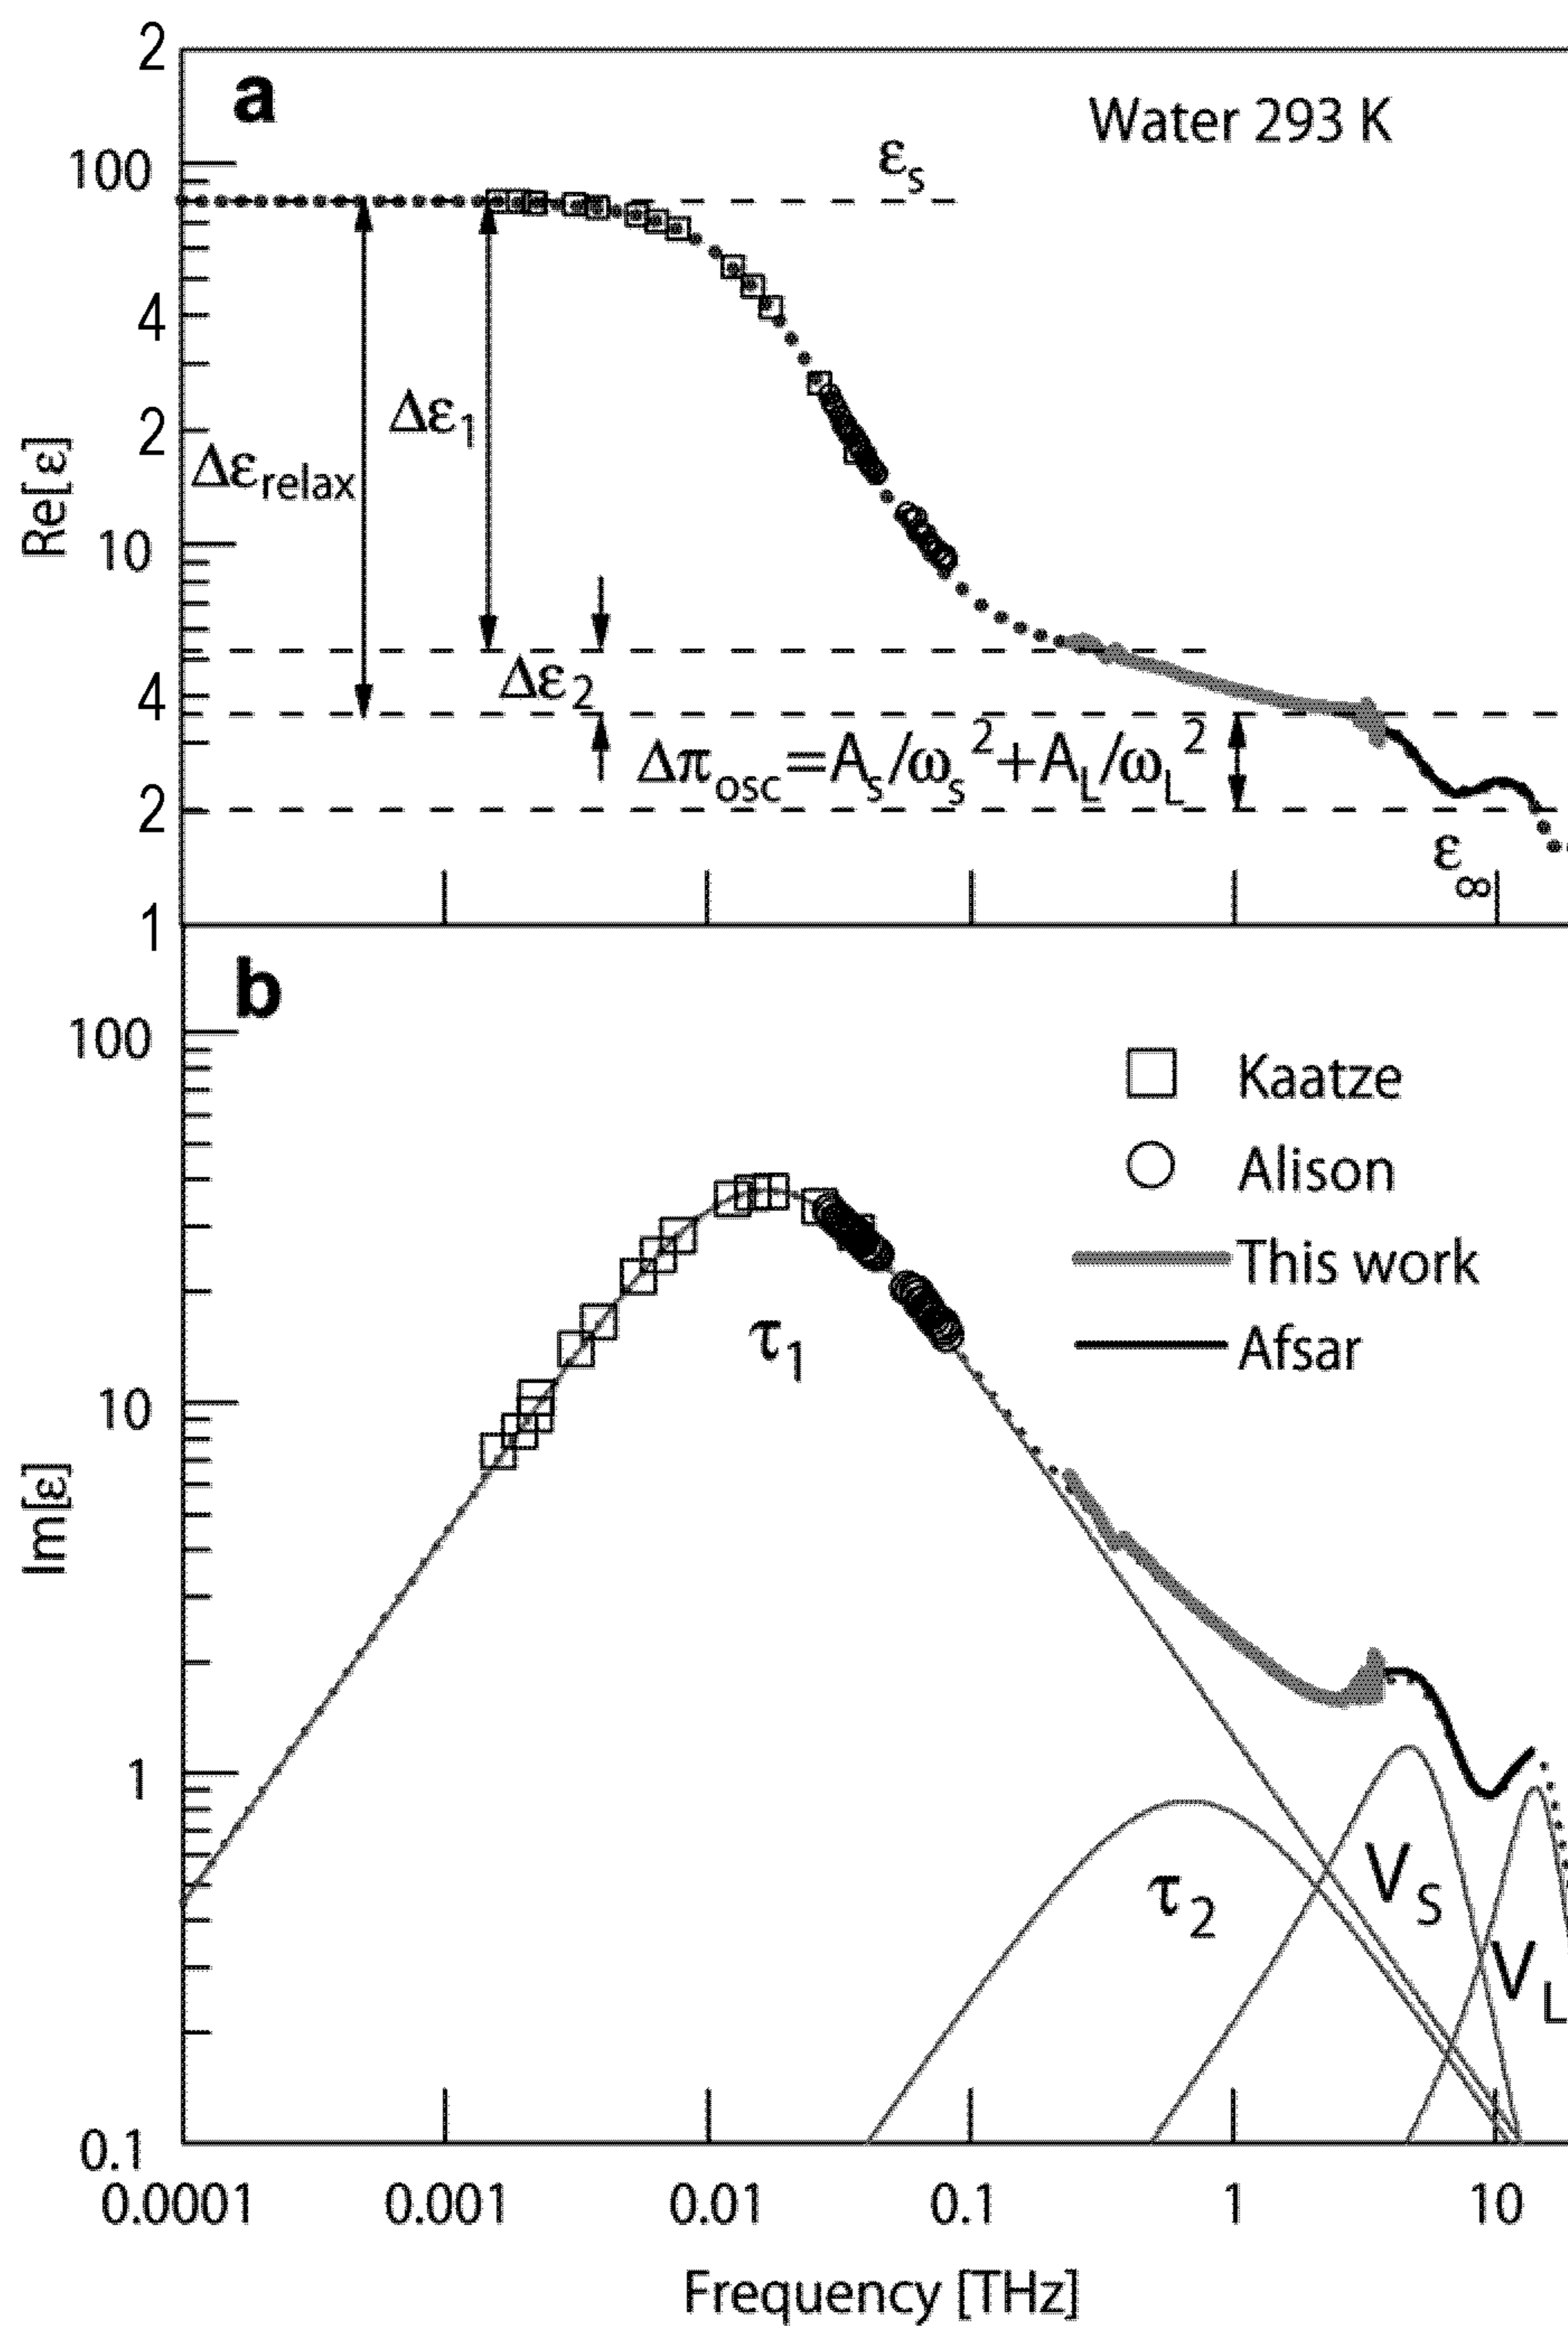 2
a
Water 293 K
100
εs
4
Δε1
2
Δεrelax
Re[ε]
10
Δε2
4
Δπosc=As/ωs²+AL/ωL²
2
ε∞
1
b
100
Kaatze
Alison
This work
τ1
Afsar
10
Im[ε]
1
VS
τ2
VL
0.1
0.0001 0.001 0.01 0.1 1 10
Frequency [THz]